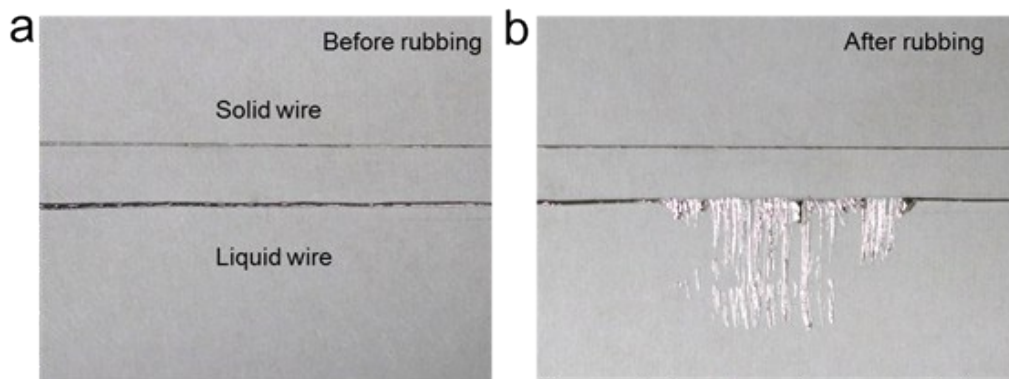 a
Before rubbing
Solid wire
Liquid wire
b
After rubbing